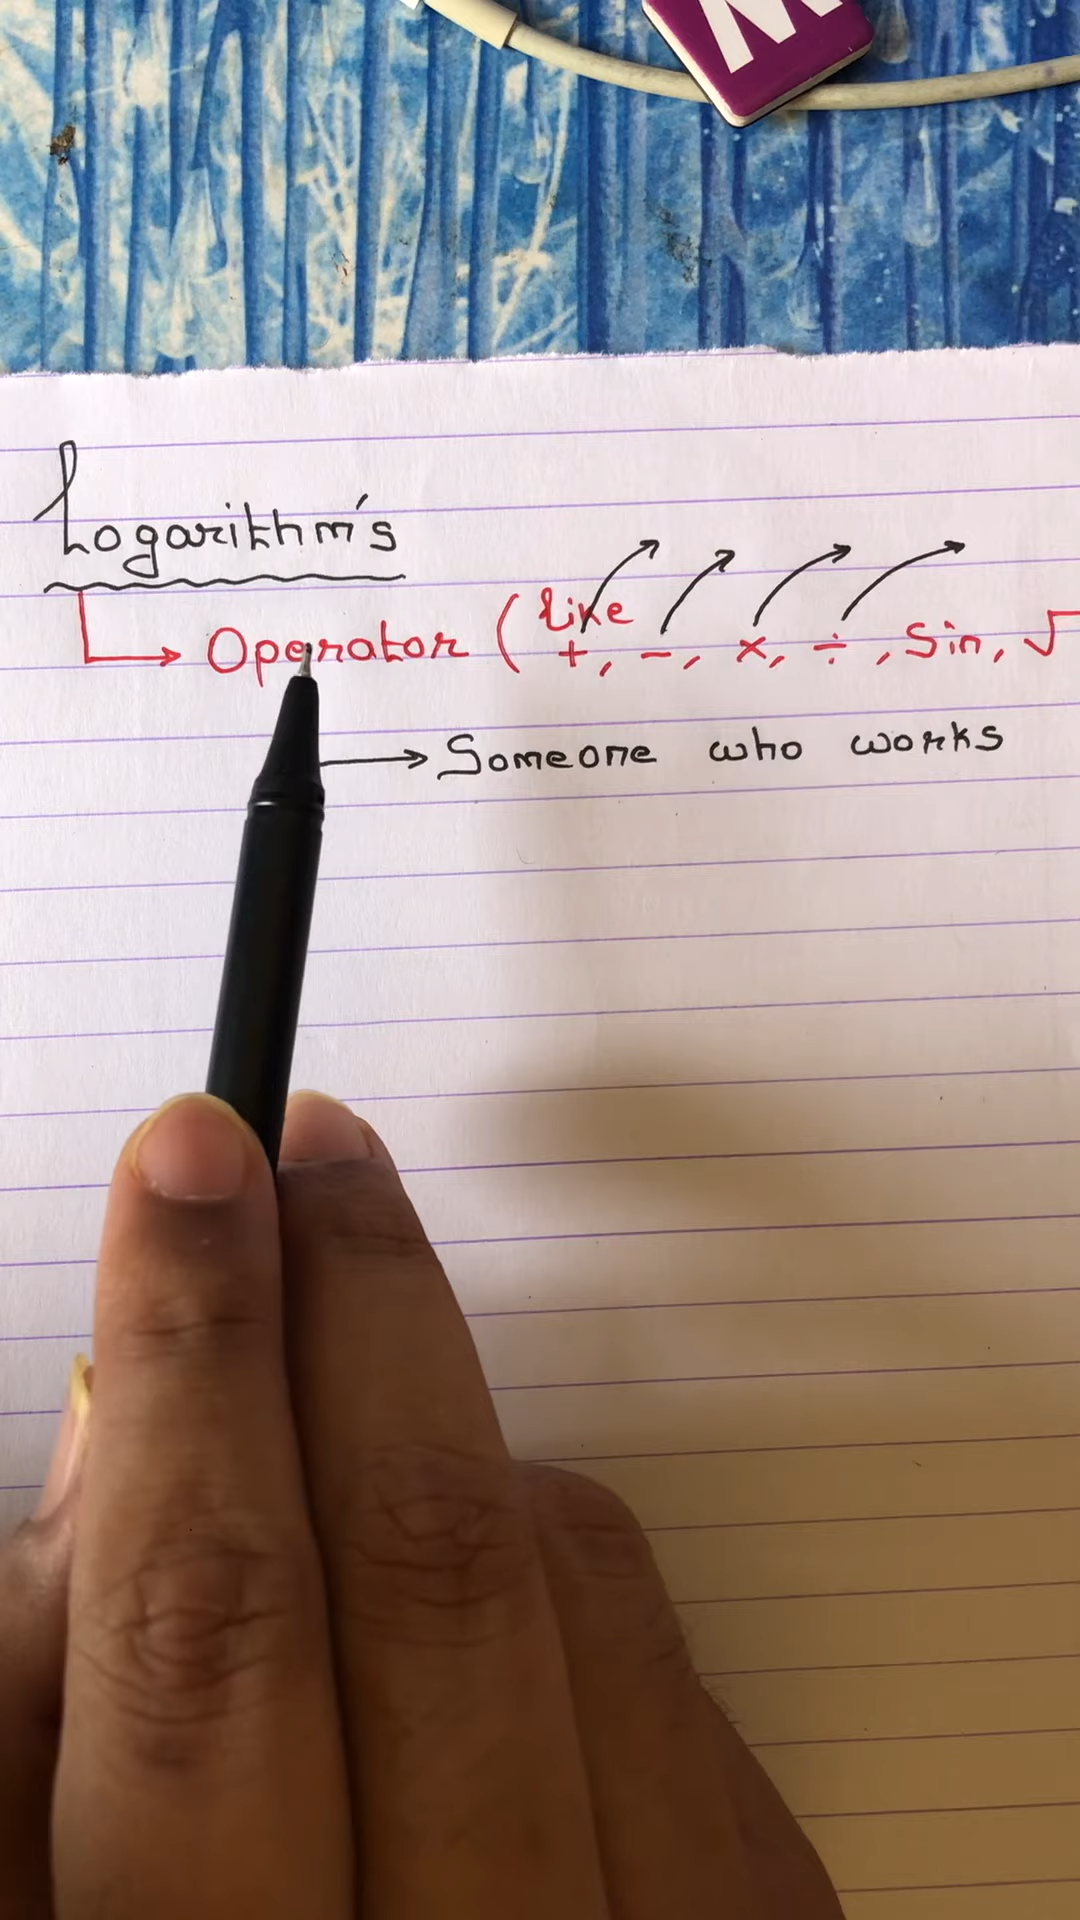 M
Logarithm's
Operator ( like +, -, ×, ÷, Sin, √
Someone who works